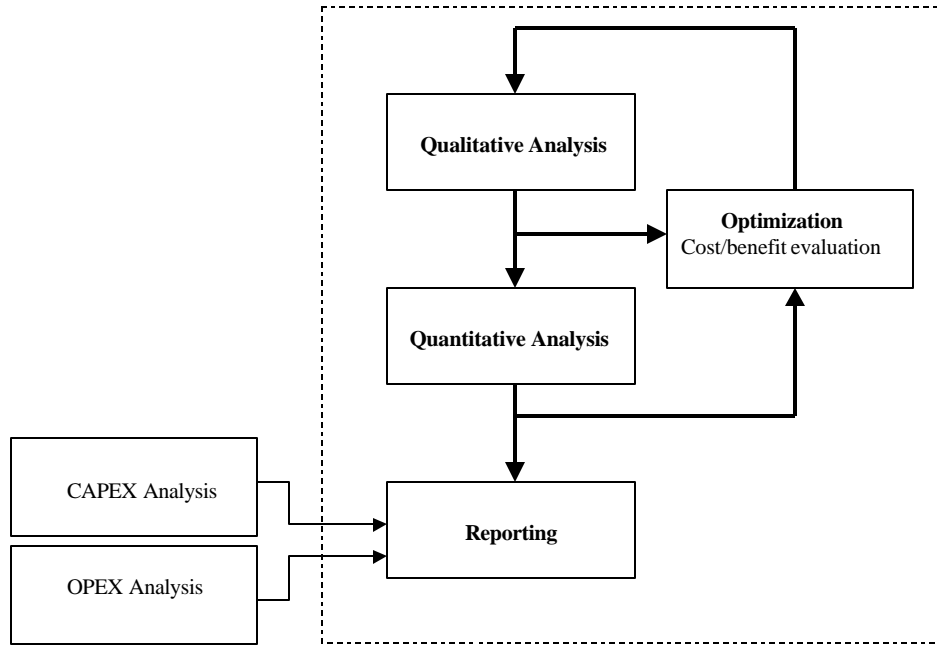 Qualitative Analysis
Optimization
Cost/benefit evaluation
Quantitative Analysis
CAPEX Analysis
Reporting
OPEX Analysis